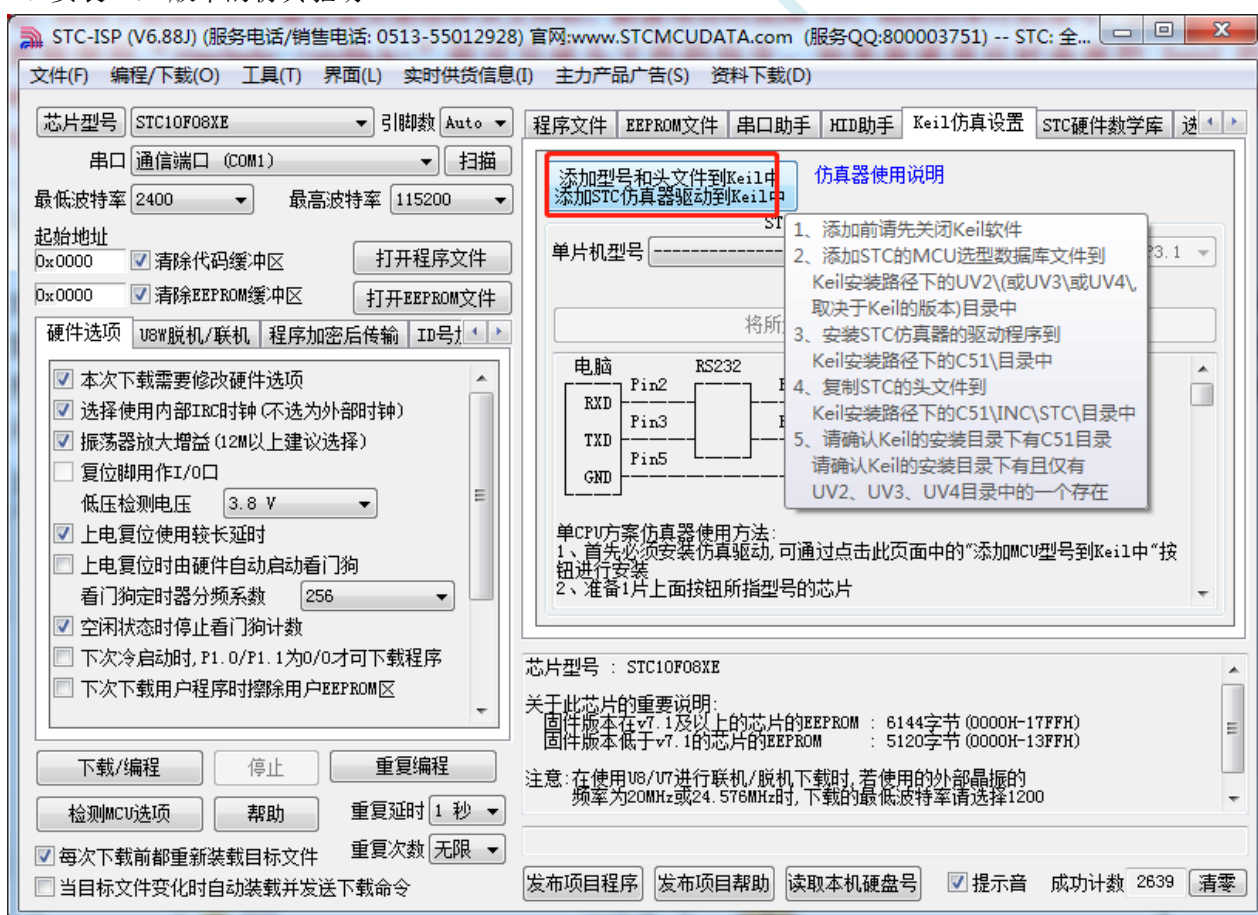 STC-ISP (V6.88J) (服务电话/销售电话: 0513-55012928) 官网:www.STCMCUDATA.com (服务QQ:800003751) -- STC: 全...
文件(F) 编程/下载(O) 工具(T) 界面(L) 实时供货信息(I) 主力产品广告(S) 资料下载(D)
芯片型号 STC10F08XE 引脚数 Auto
串口 通信端口 (COM1) 扫描
最低波特率 2400 最高波特率 115200
起始地址
0x0000 清除代码缓冲区 打开程序文件
0x0000 清除EEPROM缓冲区 打开EEPROM文件
硬件选项 U8W脱机/联机 程序加密后传输 ID号
本次下载需要修改硬件选项
选择使用内部IRC时钟(不选为外部时钟)
振荡器放大增益(12M以上建议选择)
复位脚用作I/O口
低压检测电压 3.8 V
上电复位使用较长延时
上电复位时由硬件自动启动看门狗
看门狗定时器分频系数 256
空闲状态时停止看门狗计数
下次冷启动时,P1.0/P1.1为0/0才可下载程序
下次下载用户程序时擦除用户EEPROM区
下载/编程 停止 重复编程
检测MCU选项 帮助 重复延时 1 秒
每次下载前都重新装载目标文件 重复次数 无限
当目标文件变化时自动装载并发送下载命令
程序文件 EEPROM文件 串口助手 HID助手 Keil仿真设置 STC硬件数学库
添加型号和头文件到Keil中
添加STC仿真器驱动到Keil中
仿真器使用说明
ST
单片机型号 3.1
将所
1、添加前请先关闭Keil软件
2、添加STC的MCU选型数据库文件到
Keil安装路径下的UV2\(或UV3\或UV4\,
取决于Keil的版本)目录中
3、安装STC仿真器的驱动程序到
Keil安装路径下的C51\目录中
4、复制STC的头文件到
Keil安装路径下的C51\INC\STC\目录中
5、请确认Keil的安装目录下有C51目录
请确认Keil的安装目录下有且仅有
UV2、UV3、UV4目录中的一个存在
电脑 RS232
RXD Pin2
TXD Pin3
GND Pin5
单CPU方案仿真器使用方法:
1、首先必须安装仿真驱动,可通过点击此页面中的“添加MCU型号到Keil中“按
钮进行安装
2、准备1片上面按钮所指型号的芯片
芯片型号 : STC10F08XE
关于此芯片的重要说明:
固件版本在v7.1及以上的芯片的EEPROM : 6144字节(0000H-17FFH)
固件版本低于v7.1的芯片的EEPROM : 5120字节(0000H-13FFH)
注意:在使用U8/U7进行联机/脱机下载时,若使用的外部晶振的
频率为20MHz或24.576MHz时,下载的最低波特率请选择1200
发布项目程序 发布项目帮助 读取本机硬盘号 提示音 成功计数 2639 清零